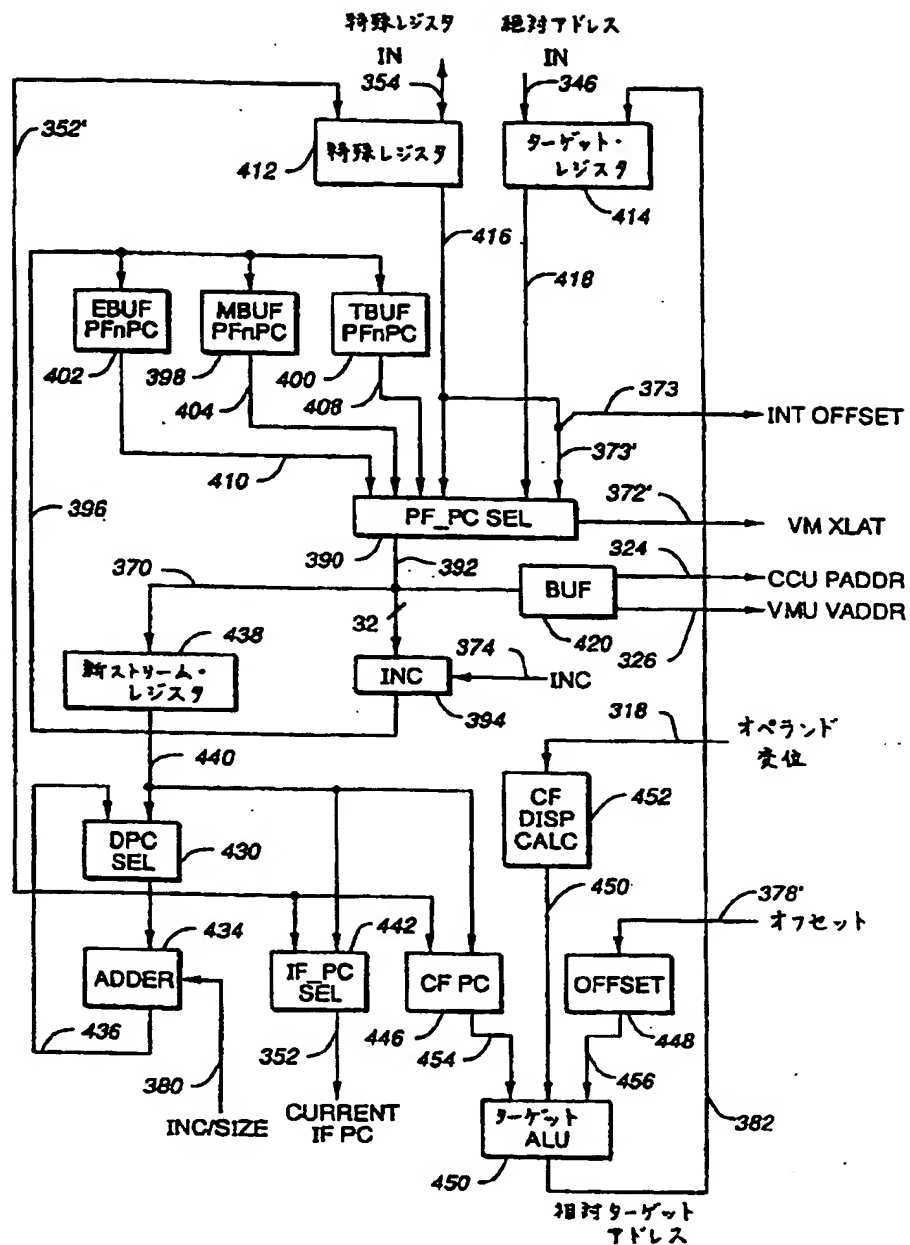 特殊レジスタ
IN
絶対アドレス
IN
354
346
352'
412
特殊レジスタ
ターゲット・
レジスタ
414
416
418
EBUF
PFnPC
MBUF
PFnPC
TBUF
PFnPC
402
398
400
404
408
373
INT OFFSET
373'
410
396
372'
PF_PC SEL
VM XLAT
390
392
324
370
CCU PADDR
BUF
VMU VADDR
32
420
326
438
374
新ストリーム・
レジスタ
INC
INC
394
318
オペランド
変位
440
CF
DISP
CALC
452
DPC
SEL
430
450
378'
オフセット
434
442
ADDER
IF_PC
SEL
CF PC
OFFSET
436
352
446
454
448
456
380
382
INC/SIZE
CURRENT
IF PC
ターゲット
ALU
450
相対ターゲット
アドレス